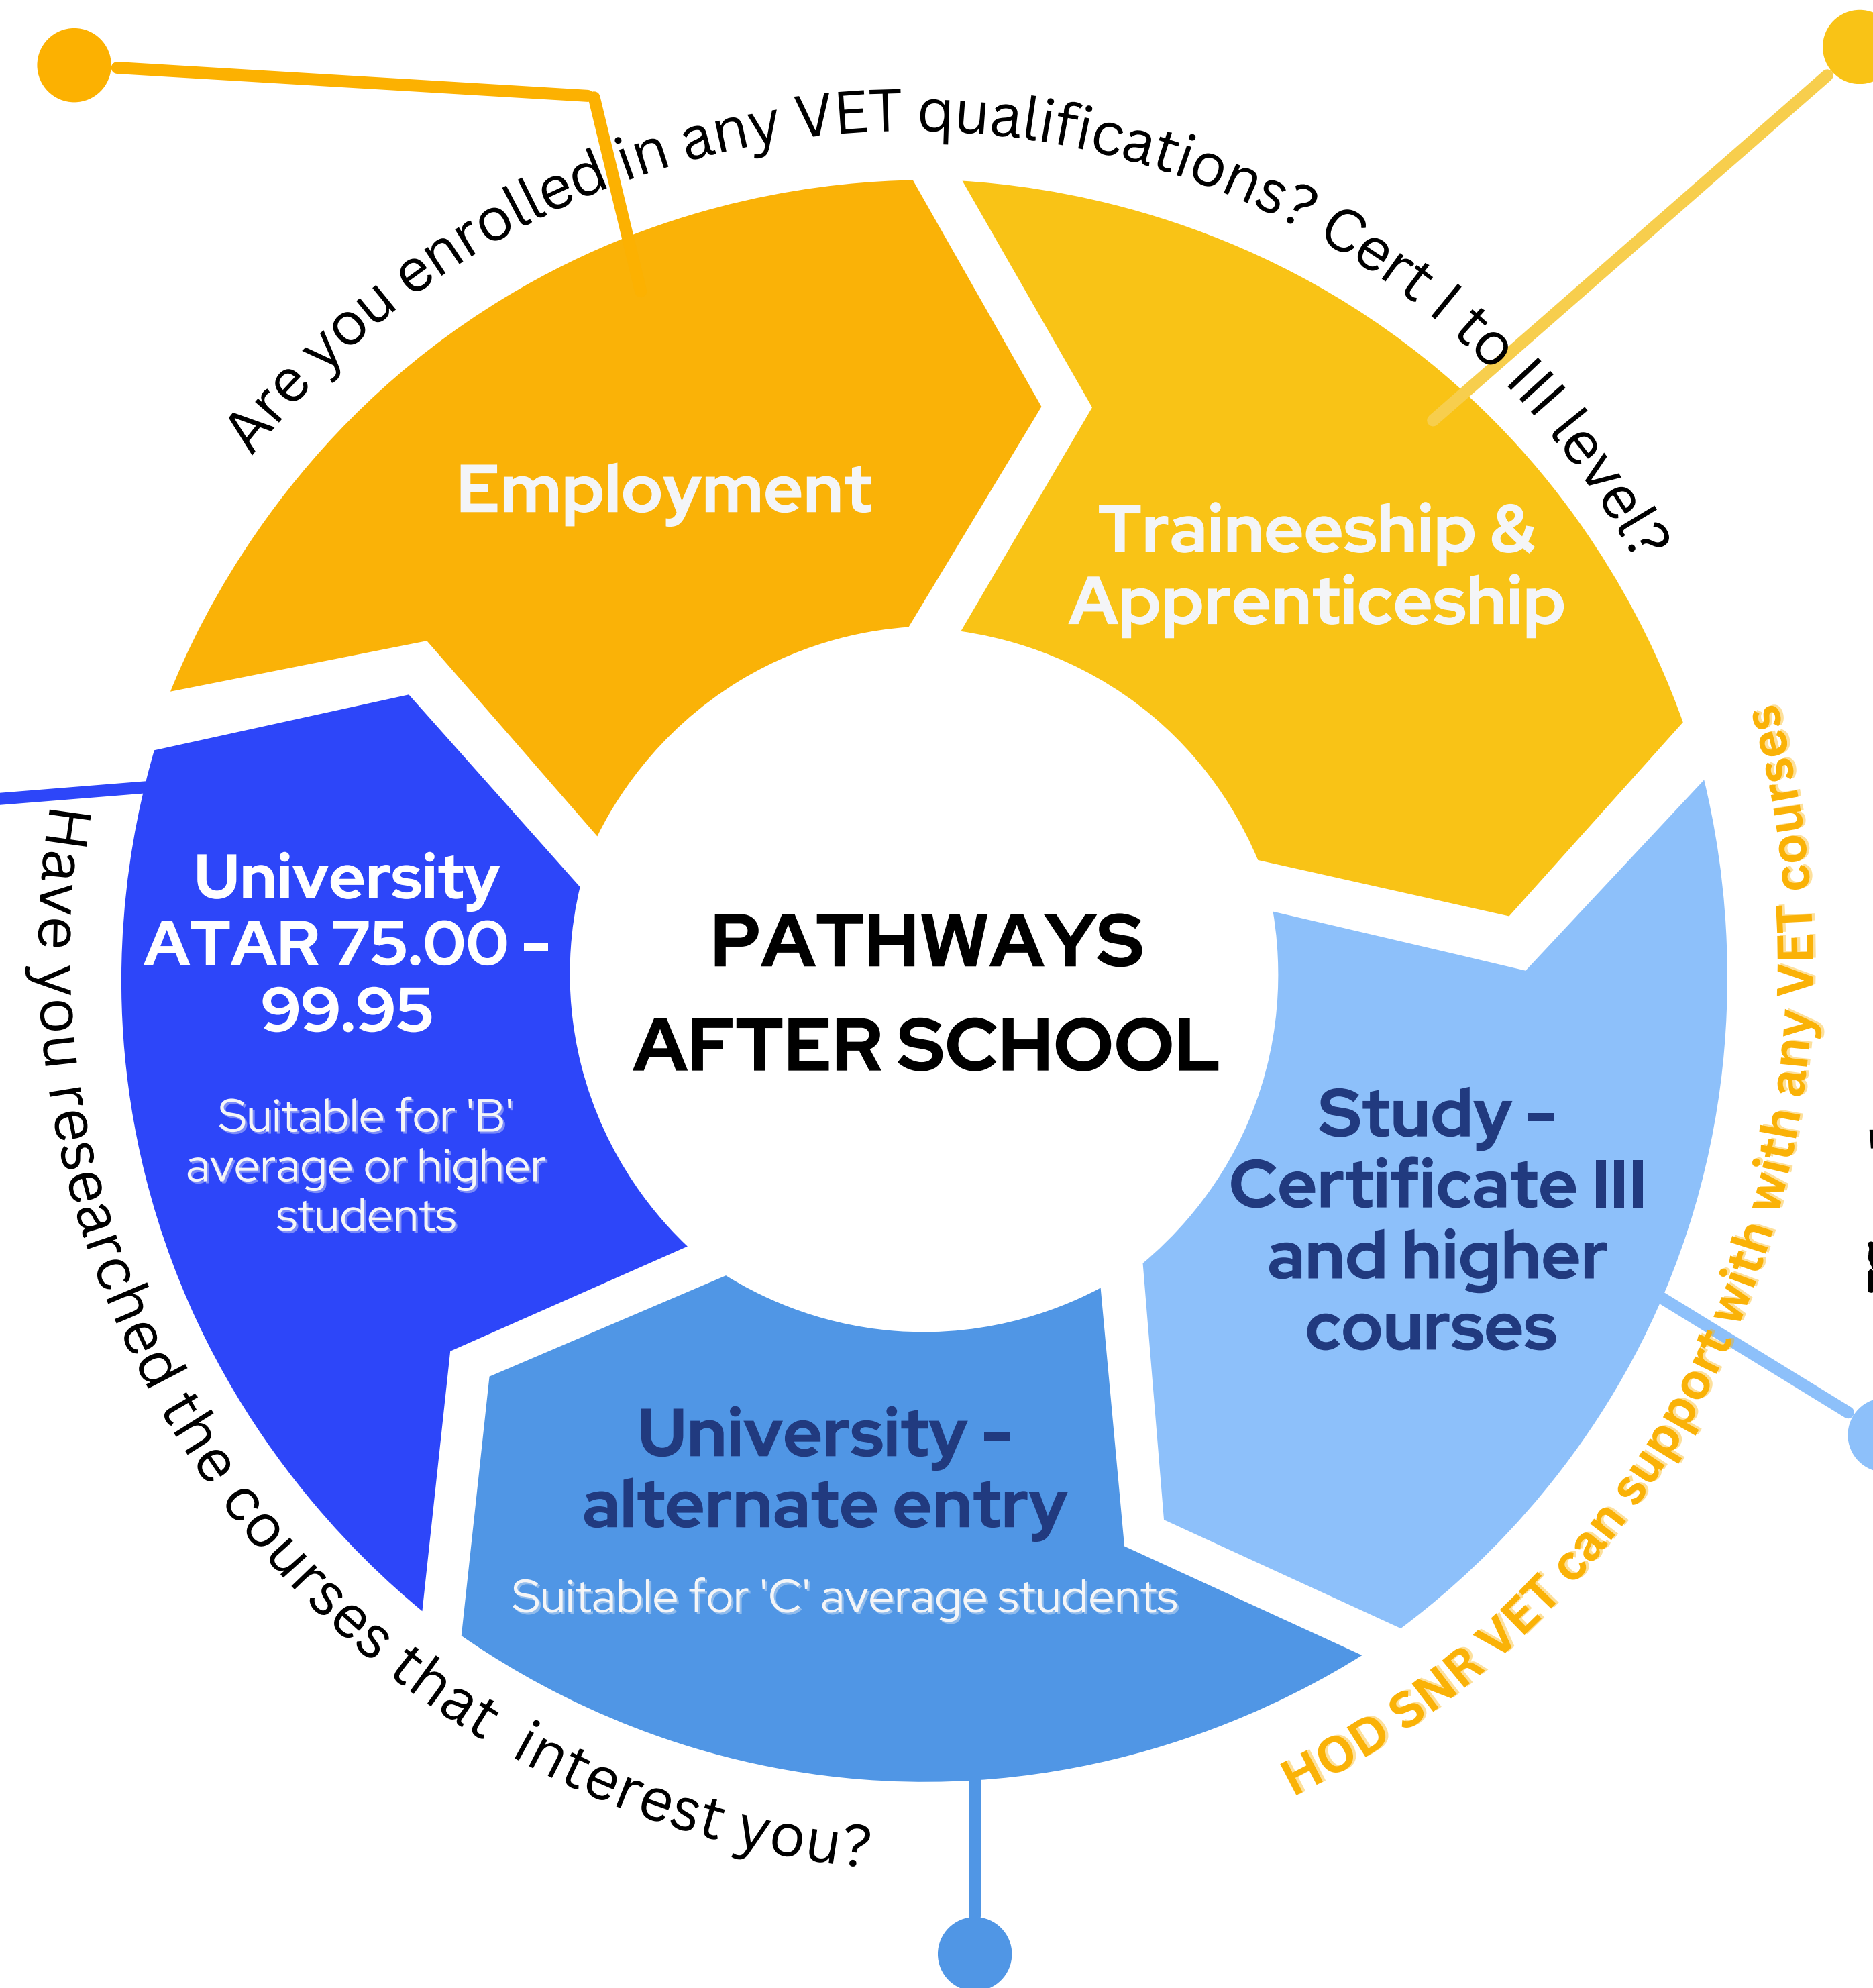 Are you enrolled in any VET qualifications? Cert I to III level?
Employment
Traineeship &
Apprenticeship
University
ATAR 75.00 –
99.95
Suitable for 'B'
average or higher
students
PATHWAYS
AFTER SCHOOL
Study –
Certificate III
and higher
courses
University –
alternate entry
Suitable for 'C' average students
Have you researched the courses that interest you?
HOD SNR VET can support with with any VET courses